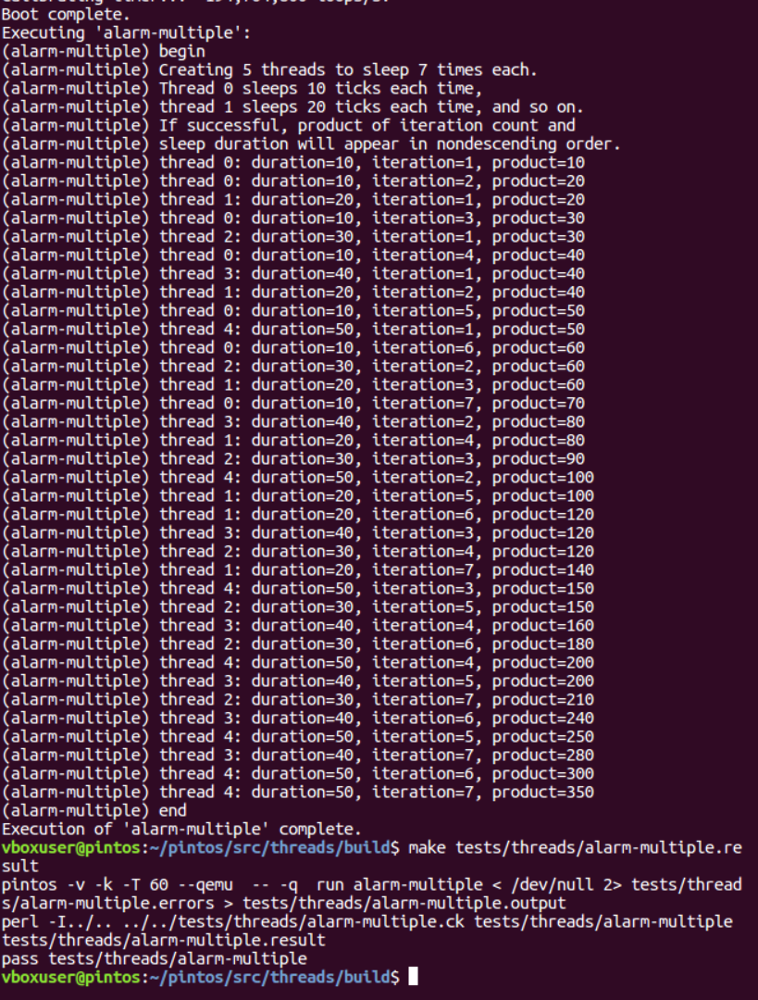 Boot complete.
Executing 'alarm-multiple':
(alarm-multiple) begin
(alarm-multiple) Creating 5 threads to sleep 7 times each.
(alarm-multiple) Thread 0 sleeps 10 ticks each time,
(alarm-multiple) thread 1 sleeps 20 ticks each time, and so on.
(alarm-multiple) If successful, product of iteration count and
(alarm-multiple) sleep duration will appear in nondescending order.
(alarm-multiple) thread 0: duration=10, iteration=1, product=10
(alarm-multiple) thread 0: duration=10, iteration=2, product=20
(alarm-multiple) thread 1: duration=20, iteration=1, product=20
(alarm-multiple) thread 0: duration=10, iteration=3, product=30
(alarm-multiple) thread 2: duration=30, iteration=1, product=30
(alarm-multiple) thread 0: duration=10, iteration=4, product=40
(alarm-multiple) thread 3: duration=40, iteration=1, product=40
(alarm-multiple) thread 1: duration=20, iteration=2, product=40
(alarm-multiple) thread 0: duration=10, iteration=5, product=50
(alarm-multiple) thread 4: duration=50, iteration=1, product=50
(alarm-multiple) thread 0: duration=10, iteration=6, product=60
(alarm-multiple) thread 2: duration=30, iteration=2, product=60
(alarm-multiple) thread 1: duration=20, iteration=3, product=60
(alarm-multiple) thread 0: duration=10, iteration=7, product=70
(alarm-multiple) thread 3: duration=40, iteration=2, product=80
(alarm-multiple) thread 1: duration=20, iteration=4, product=80
(alarm-multiple) thread 2: duration=30, iteration=3, product=90
(alarm-multiple) thread 4: duration=50, iteration=2, product=100
(alarm-multiple) thread 1: duration=20, iteration=5, product=100
(alarm-multiple) thread 1: duration=20, iteration=6, product=120
(alarm-multiple) thread 3: duration=40, iteration=3, product=120
(alarm-multiple) thread 2: duration=30, iteration=4, product=120
(alarm-multiple) thread 1: duration=20, iteration=7, product=140
(alarm-multiple) thread 4: duration=50, iteration=3, product=150
(alarm-multiple) thread 2: duration=30, iteration=5, product=150
(alarm-multiple) thread 3: duration=40, iteration=4, product=160
(alarm-multiple) thread 2: duration=30, iteration=6, product=180
(alarm-multiple) thread 4: duration=50, iteration=4, product=200
(alarm-multiple) thread 3: duration=40, iteration=5, product=200
(alarm-multiple) thread 2: duration=30, iteration=7, product=210
(alarm-multiple) thread 3: duration=40, iteration=6, product=240
(alarm-multiple) thread 4: duration=50, iteration=5, product=250
(alarm-multiple) thread 3: duration=40, iteration=7, product=280
(alarm-multiple) thread 4: duration=50, iteration=6, product=300
(alarm-multiple) thread 4: duration=50, iteration=7, product=350
(alarm-multiple) end
Execution of 'alarm-multiple' complete.
vboxuser@pintos:~/pintos/src/threads/build$ make tests/threads/alarm-multiple.re
sult
pintos -v -k -T 60 --qemu  -- -q  run alarm-multiple < /dev/null 2> tests/thread
s/alarm-multiple.errors > tests/threads/alarm-multiple.output
perl -I../.. ../../tests/threads/alarm-multiple.ck tests/threads/alarm-multiple
tests/threads/alarm-multiple.result
pass tests/threads/alarm-multiple
vboxuser@pintos:~/pintos/src/threads/build$